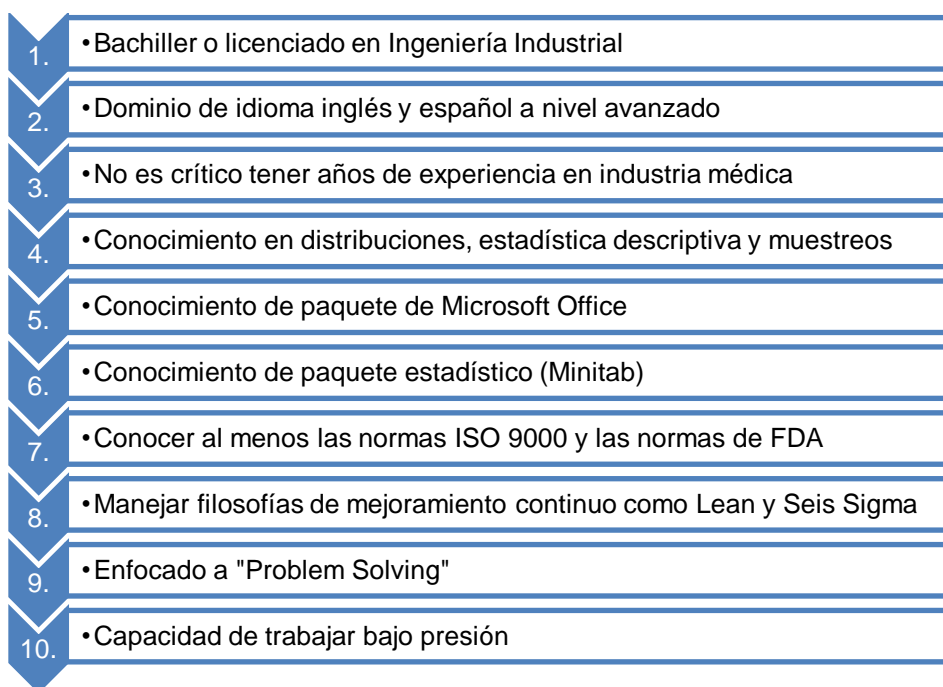 1. •Bachiller o licenciado en Ingeniería Industrial
2. •Dominio de idioma inglés y español a nivel avanzado
3. •No es crítico tener años de experiencia en industria médica
4. •Conocimiento en distribuciones, estadística descriptiva y muestreos
5. •Conocimiento de paquete de Microsoft Office
6. •Conocimiento de paquete estadístico (Minitab)
7. •Conocer al menos las normas ISO 9000 y las normas de FDA
8. •Manejar filosofías de mejoramiento continuo como Lean y Seis Sigma
9. •Enfocado a "Problem Solving"
10. •Capacidad de trabajar bajo presión